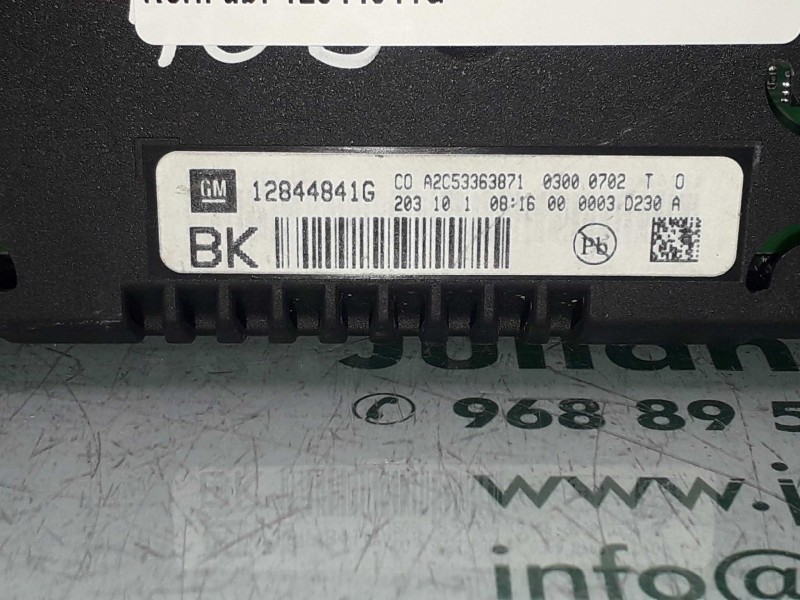 GM 12844841G CO A2C53363871 0300 0702 T 0
203 10 1 08:16 00 0003 D230 A
BK
Pb
968 89 5
www.j
info@